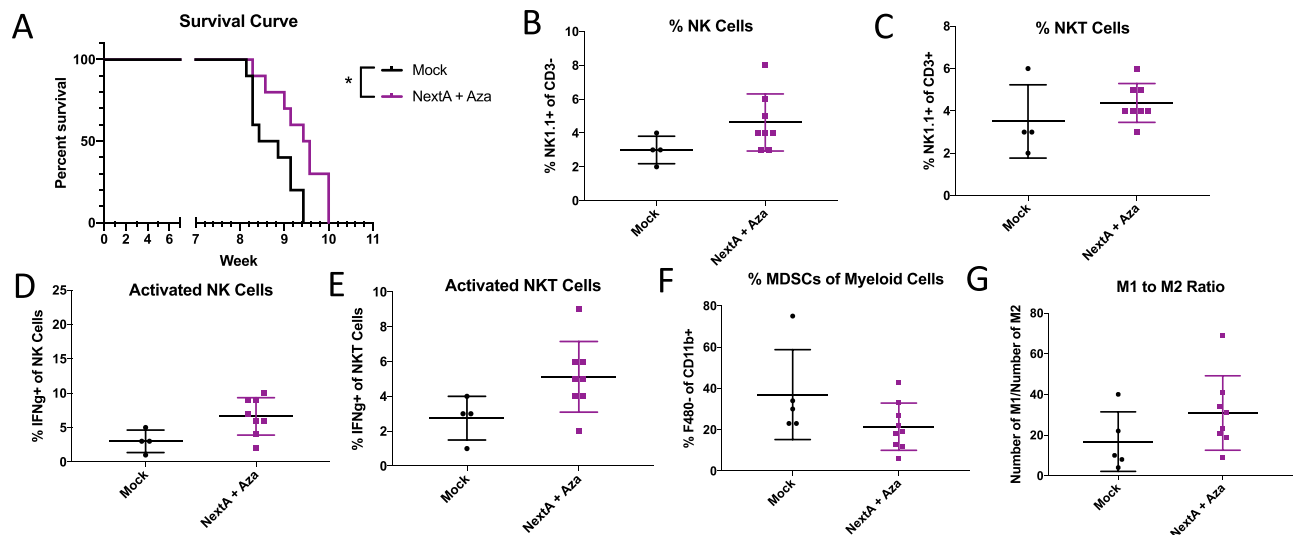 A
Survival Curve
Percent survival
100
50
0
0 2 4 6 7 8 9 10 11
Week
*
Mock
NextA + Aza
B
% NK Cells
% NK1.1+ of CD3-
10
8
6
4
2
0
Mock
NextA + Aza
C
% NKT Cells
% NK1.1+ of CD3+
8
6
4
2
0
Mock
NextA + Aza
D
Activated NK Cells
% IFNg+ of NK Cells
25
20
15
10
5
0
Mock
NextA + Aza
E
Activated NKT Cells
% IFNg+ of NKT Cells
10
8
6
4
2
0
Mock
NextA + Aza
F
% MDSCs of Myeloid Cells
% F480- of CD11b+
80
60
40
20
0
Mock
NextA + Aza
G
M1 to M2 Ratio
Number of M1/Number of M2
80
60
40
20
0
Mock
NextA + Aza